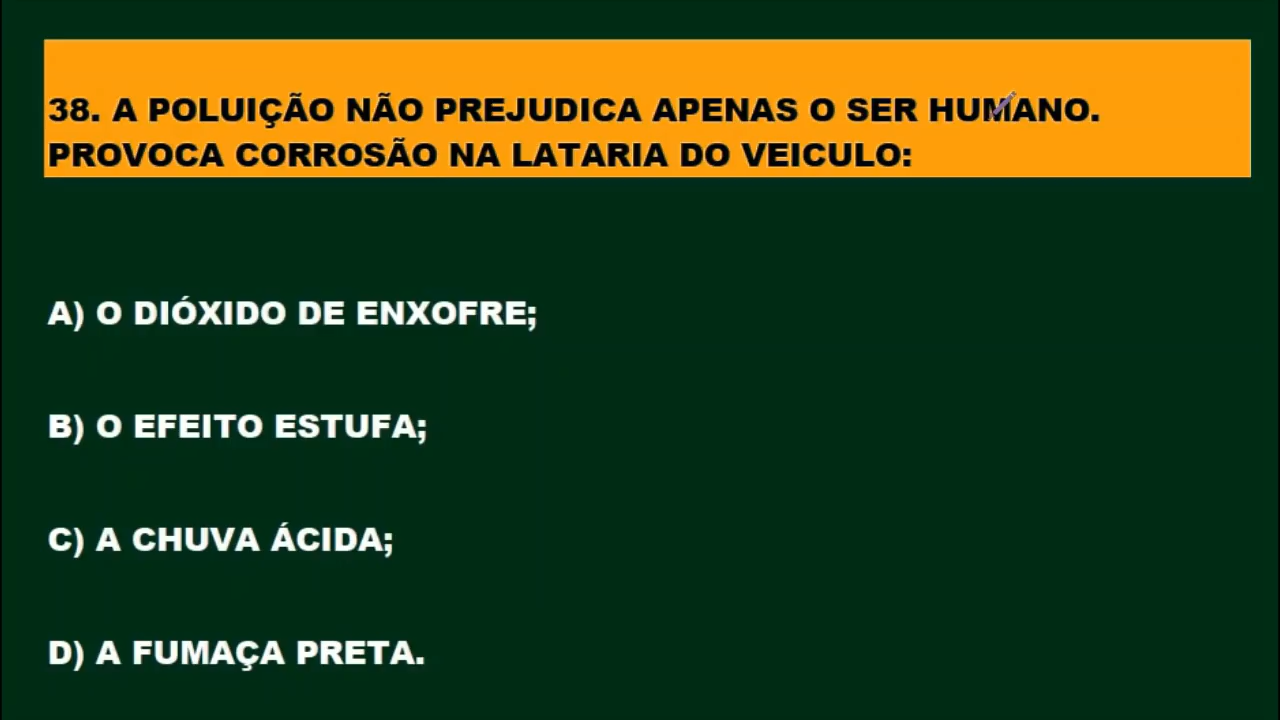 38. A POLUIÇÃO NÃO PREJUDICA APENAS O SER HUMANO.
PROVOCA CORROSÃO NA LATARIA DO VEICULO:
A) O DIÓXIDO DE ENXOFRE;
B) O EFEITO ESTUFA;
C) A CHUVA ÁCIDA;
D) A FUMAÇA PRETA.